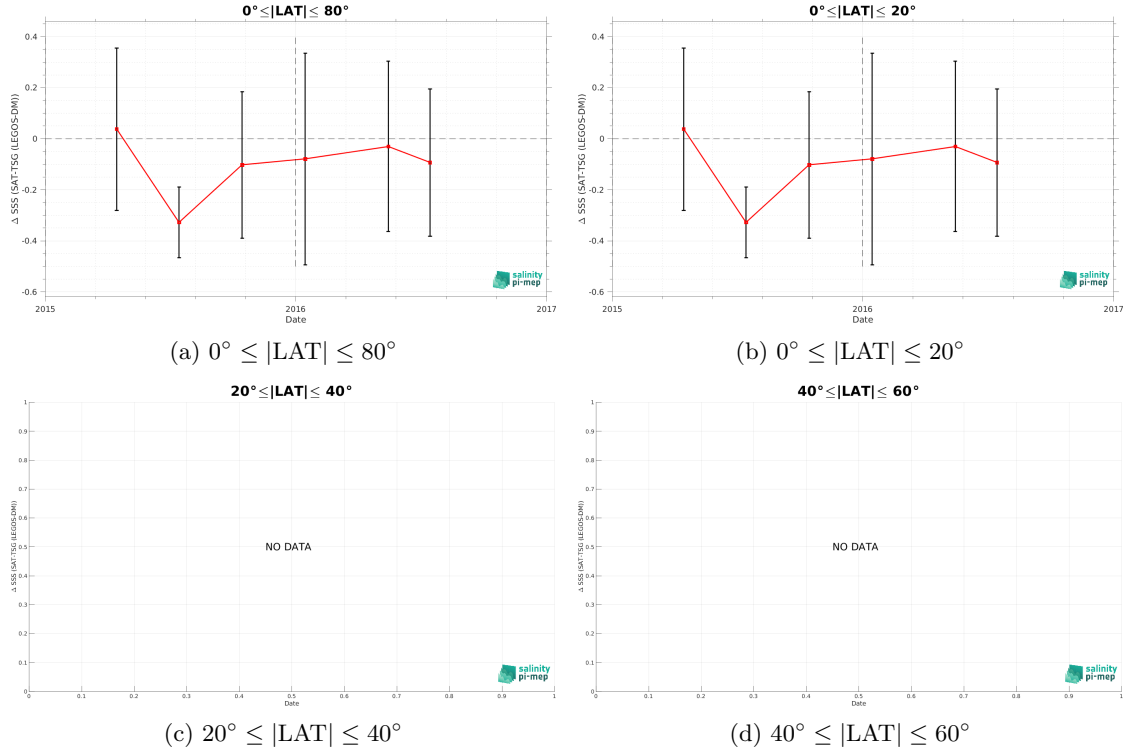 0°≤|LAT|≤ 80°
0.4
0.2
0
-0.2
-0.4
-0.6
Δ SSS (SAT-TSG (LEGOS-DM))
2015
2016
2017
Date
salinity
pi-mep
(a) 0° ≤ |LAT| ≤ 80°
0°≤|LAT|≤ 20°
0.4
0.2
0
-0.2
-0.4
-0.6
Δ SSS (SAT-TSG (LEGOS-DM))
2015
2016
2017
Date
salinity
pi-mep
(b) 0° ≤ |LAT| ≤ 20°
20°≤|LAT|≤ 40°
1
0.9
0.8
0.7
0.6
0.5
0.4
0.3
0.2
0.1
0
Δ SSS (SAT-TSG (LEGOS-DM))
NO DATA
0 0.1 0.2 0.3 0.4 0.5 0.6 0.7 0.8 0.9 1
Date
salinity
pi-mep
(c) 20° ≤ |LAT| ≤ 40°
40°≤|LAT|≤ 60°
1
0.9
0.8
0.7
0.6
0.5
0.4
0.3
0.2
0.1
0
Δ SSS (SAT-TSG (LEGOS-DM))
NO DATA
0 0.1 0.2 0.3 0.4 0.5 0.6 0.7 0.8 0.9 1
Date
salinity
pi-mep
(d) 40° ≤ |LAT| ≤ 60°